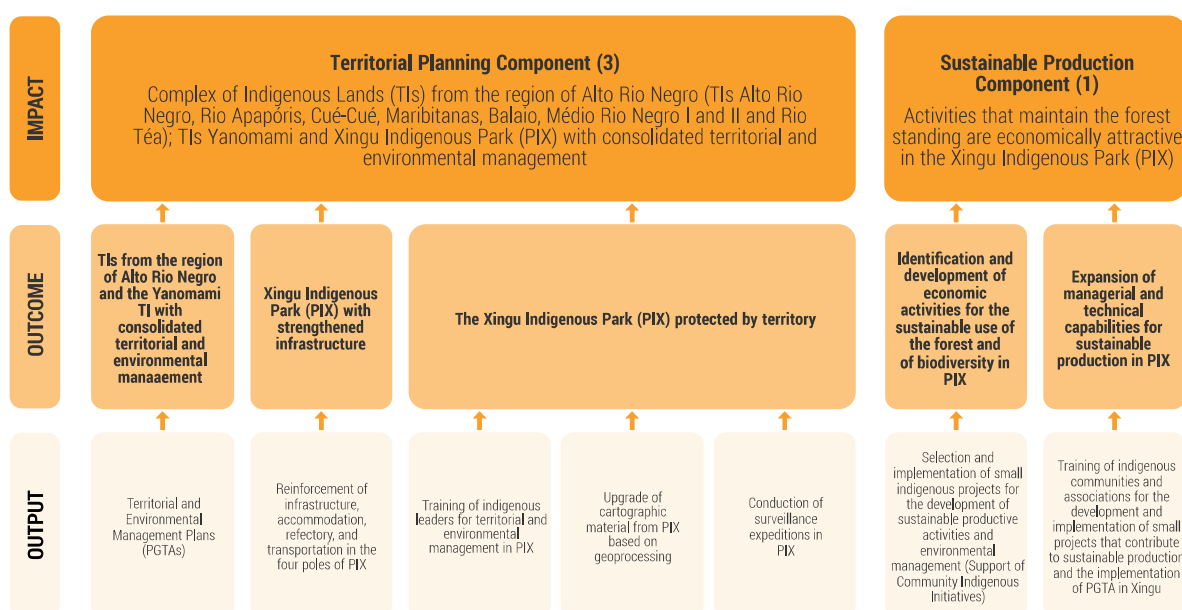 IMPACT
Territorial Planning Component (3)
Complex of Indigenous Lands (TIs) from the region of Alto Rio Negro (TIs Alto Rio
Negro, Rio Apapóris, Cué-Cué, Maribitanas, Balaio, Médio Rio Negro I and II and Rio
Téa); TIs Yanomami and Xingu Indigenous Park (PIX) with consolidated territorial and
environmental management
Sustainable Production
Component (1)
Activities that maintain the forest
standing are economically attractive
in the Xingu Indigenous Park (PIX)
OUTCOME
TIs from the region
of Alto Rio Negro
and the Yanomami
TI with
consolidated
territorial and
environmental
manaaement
Xingu Indigenous
Park (PIX) with
strengthened
infrastructure
The Xingu Indigenous Park (PIX) protected by territory
Identification and
development of
economic
activities for the
sustainable use of
the forest and
of biodiversity in
PIX
Expansion of
managerial and
technical
capabilities for
sustainable
production in PIX
OUTPUT
Territorial and
Environmental
Management Plans
(PGTAs)
Reinforcement of
infrastructure,
accommodation,
refectory, and
transportation in the
four poles of PIX
Training of indigenous
leaders for territorial and
environmental
management in PIX
Upgrade of
cartographic
material from PIX
based on
geoprocessing
Conduction of
surveillance
expeditions in
PIX
Selection and
implementation of small
indigenous projects for
the development of
sustainable productive
activities and
environmental
management (Support of
Community Indigenous
Initiatives)
Training of indigenous
communities and
associations for the
development and
implementation of small
projects that contribute
to sustainable production
and the implementation
of PGTA in Xingu